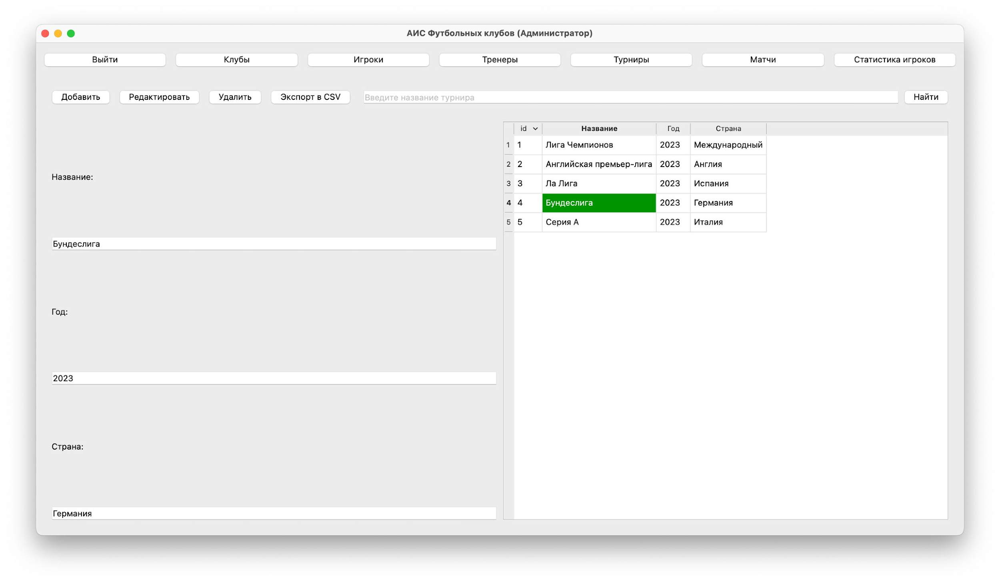 АИС Футбольных клубов (Администратор)
Выйти Клубы Игроки Тренеры Турниры Матчи Статистика игроков
Добавить Редактировать Удалить Экспорт в CSV Введите название турнира Найти
Название:
Бундеслига
Год:
2023
Страна:
Германия
id Название Год Страна
1 1 Лига Чемпионов 2023 Международный
2 2 Английская премьер-лига 2023 Англия
3 3 Ла Лига 2023 Испания
4 4 Бундеслига 2023 Германия
5 5 Серия А 2023 Италия